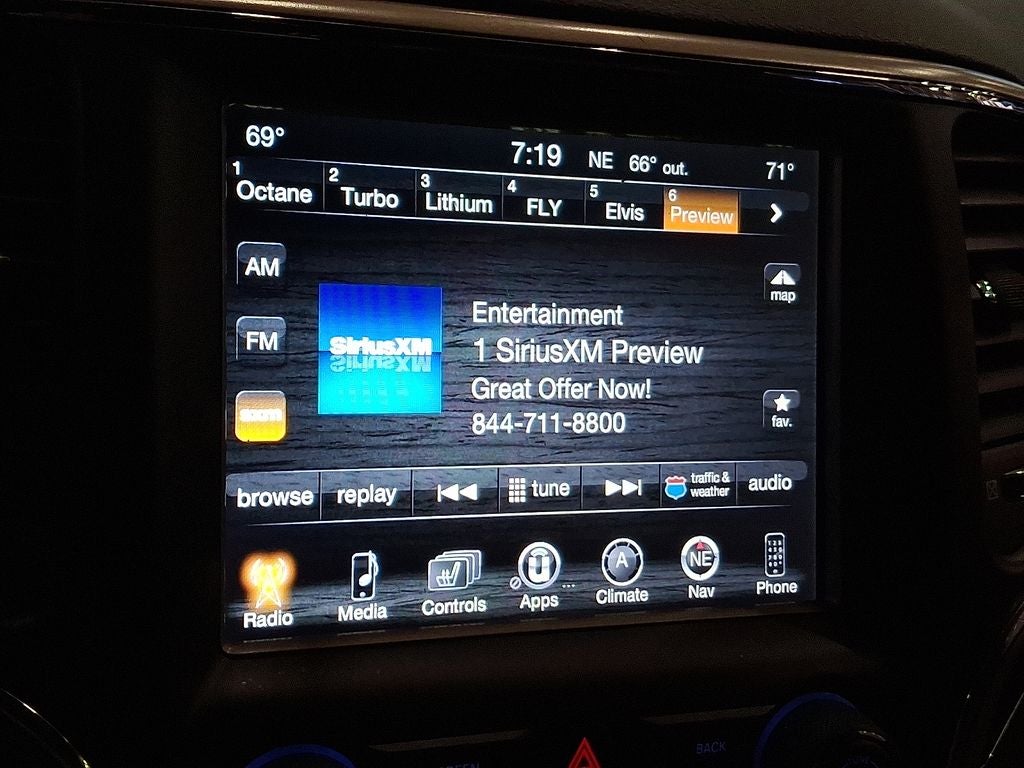 69°
7:19 NE 66° out. 71°
1 Octane
2 Turbo
3 Lithium
4 FLY
5 Elvis
6 Preview
AM
map
SiriusXM
Entertainment
1 SiriusXM Preview
Great Offer Now!
844-711-8800
FM
sxm
fav.
browse replay tune traffic & weather audio
A
NE
Radio Media Controls Apps Climate Nav Phone
BACK